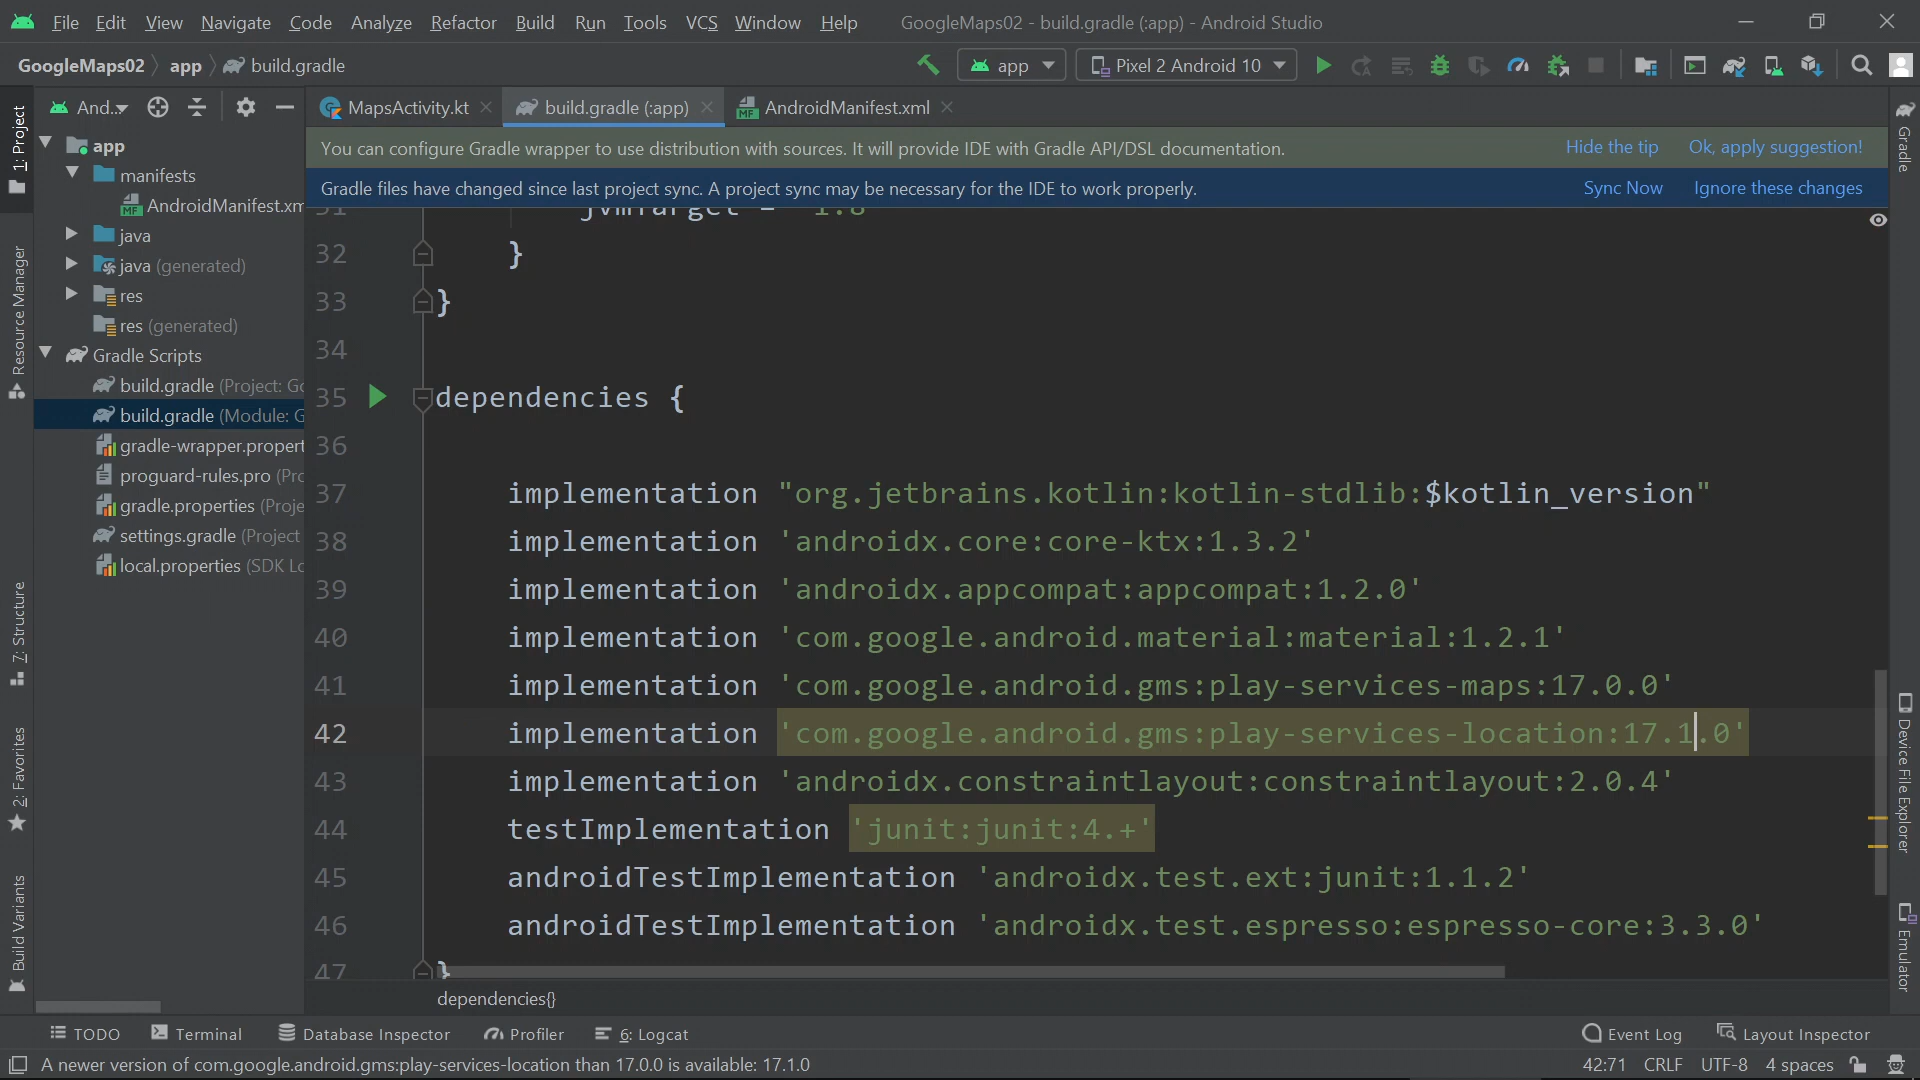 File Edit View Navigate Code Analyze Refactor Build Run Tools VCS Window Help GoogleMaps02 - build.gradle (:app) - Android Studio
GoogleMaps02 app build.gradle app Pixel 2 Android 10
And... MapsActivity.kt build.gradle (:app) AndroidManifest.xml
You can configure Gradle wrapper to use distribution with sources. It will provide IDE with Gradle API/DSL documentation. Hide the tip Ok, apply suggestion!
Gradle files have changed since last project sync. A project sync may be necessary for the IDE to work properly. Sync Now Ignore these changes
1: Project
Resource Manager
7: Structure
2: Favorites
Build Variants
app
manifests
AndroidManifest.xm
java
java (generated)
res
res (generated)
Gradle Scripts
build.gradle (Project: Go
build.gradle (Module: G
gradle-wrapper.propert
proguard-rules.pro (Pro
gradle.properties (Proje
settings.gradle (Project
local.properties (SDK Lo
31 jvmTarget = '1.8'
32 }
33 }
34
35 dependencies {
36
37 implementation "org.jetbrains.kotlin:kotlin-stdlib:$kotlin_version"
38 implementation 'androidx.core:core-ktx:1.3.2'
39 implementation 'androidx.appcompat:appcompat:1.2.0'
40 implementation 'com.google.android.material:material:1.2.1'
41 implementation 'com.google.android.gms:play-services-maps:17.0.0'
42 implementation 'com.google.android.gms:play-services-location:17.1.0'
43 implementation 'androidx.constraintlayout:constraintlayout:2.0.4'
44 testImplementation 'junit:junit:4.+'
45 androidTestImplementation 'androidx.test.ext:junit:1.1.2'
46 androidTestImplementation 'androidx.test.espresso:espresso-core:3.3.0'
47 }
dependencies{}
Gradle
Device File Explorer
Emulator
TODO Terminal Database Inspector Profiler 6: Logcat Event Log Layout Inspector
A newer version of com.google.android.gms:play-services-location than 17.0.0 is available: 17.1.0 42:71 CRLF UTF-8 4 spaces